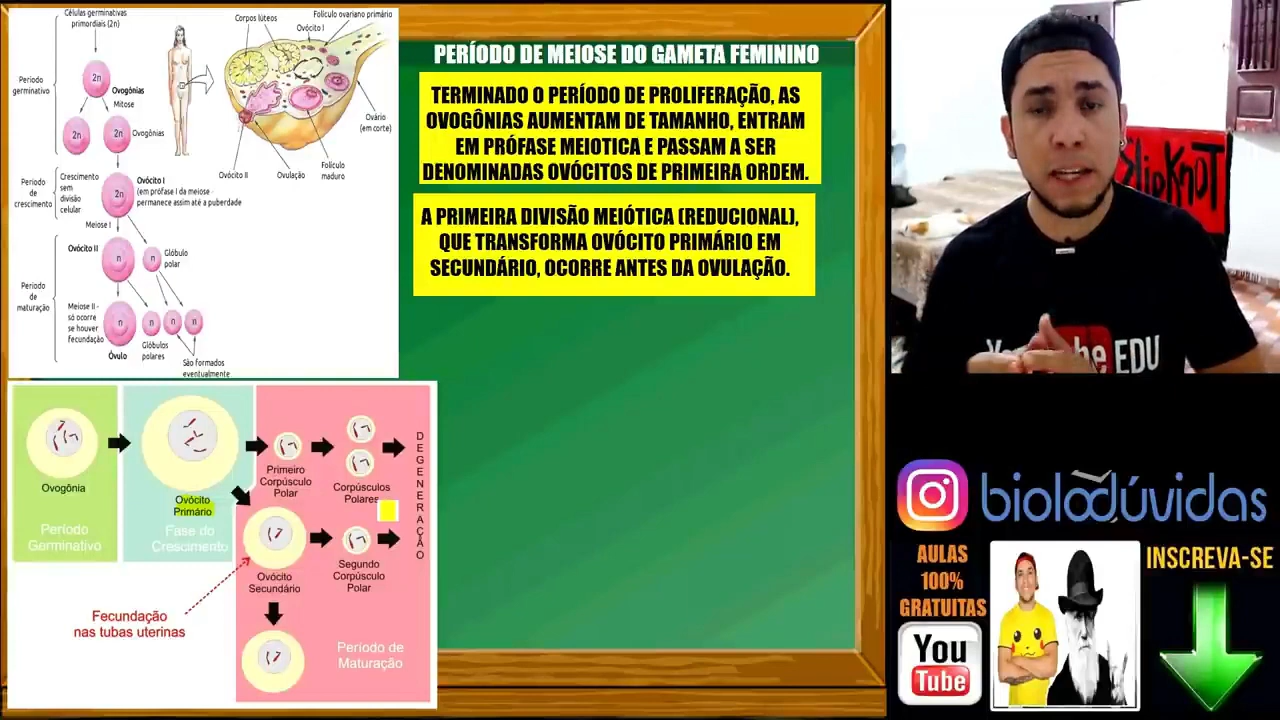 Células germinativas
primordiais (2n)
Período
germinativo
2n
Ovogônias
Mitose
2n
2n
Ovogônias
Período
de
crescimento
Crescimento
sem
divisão
celular
2n
Ovócito I
(em prófase I da meiose -
permanece assim até a puberdade
Meiose I
Ovócito II
n
n
Glóbulo
polar
Período
de
maturação
Meiose II -
só ocorre
se houver
fecundação
n
n
n
n
Óvulo
Glóbulos
polares
São formados
eventualmente
Corpos lúteos
Folículo ovariano primário
Ovócito I
Ovário
(em corte)
Ovócito II
Ovulação
Folículo
maduro
PERÍODO DE MEIOSE DO GAMETA FEMININO
TERMINADO O PERÍODO DE PROLIFERAÇÃO, AS
OVOGÔNIAS AUMENTAM DE TAMANHO, ENTRAM
EM PRÓFASE MEIOTICA E PASSAM A SER
DENOMINADAS OVÓCITOS DE PRIMEIRA ORDEM.
A PRIMEIRA DIVISÃO MEIÓTICA (REDUCIONAL),
QUE TRANSFORMA OVÓCITO PRIMÁRIO EM
SECUNDÁRIO, OCORRE ANTES DA OVULAÇÃO.
Ovogônia
Período
Germinativo
Ovócito
Primário
Fase do
Crescimento
Primeiro
Corpúsculo
Polar
Corpúsculos
Polares
DEGENERAÇÃO
Ovócito
Secundário
Segundo
Corpúsculo
Polar
Fecundação
nas tubas uterinas
Período de
Maturação
SlipKnoT
EDU
biolodúvidas
AULAS
100%
GRATUITAS
You
Tube
INSCREVA-SE